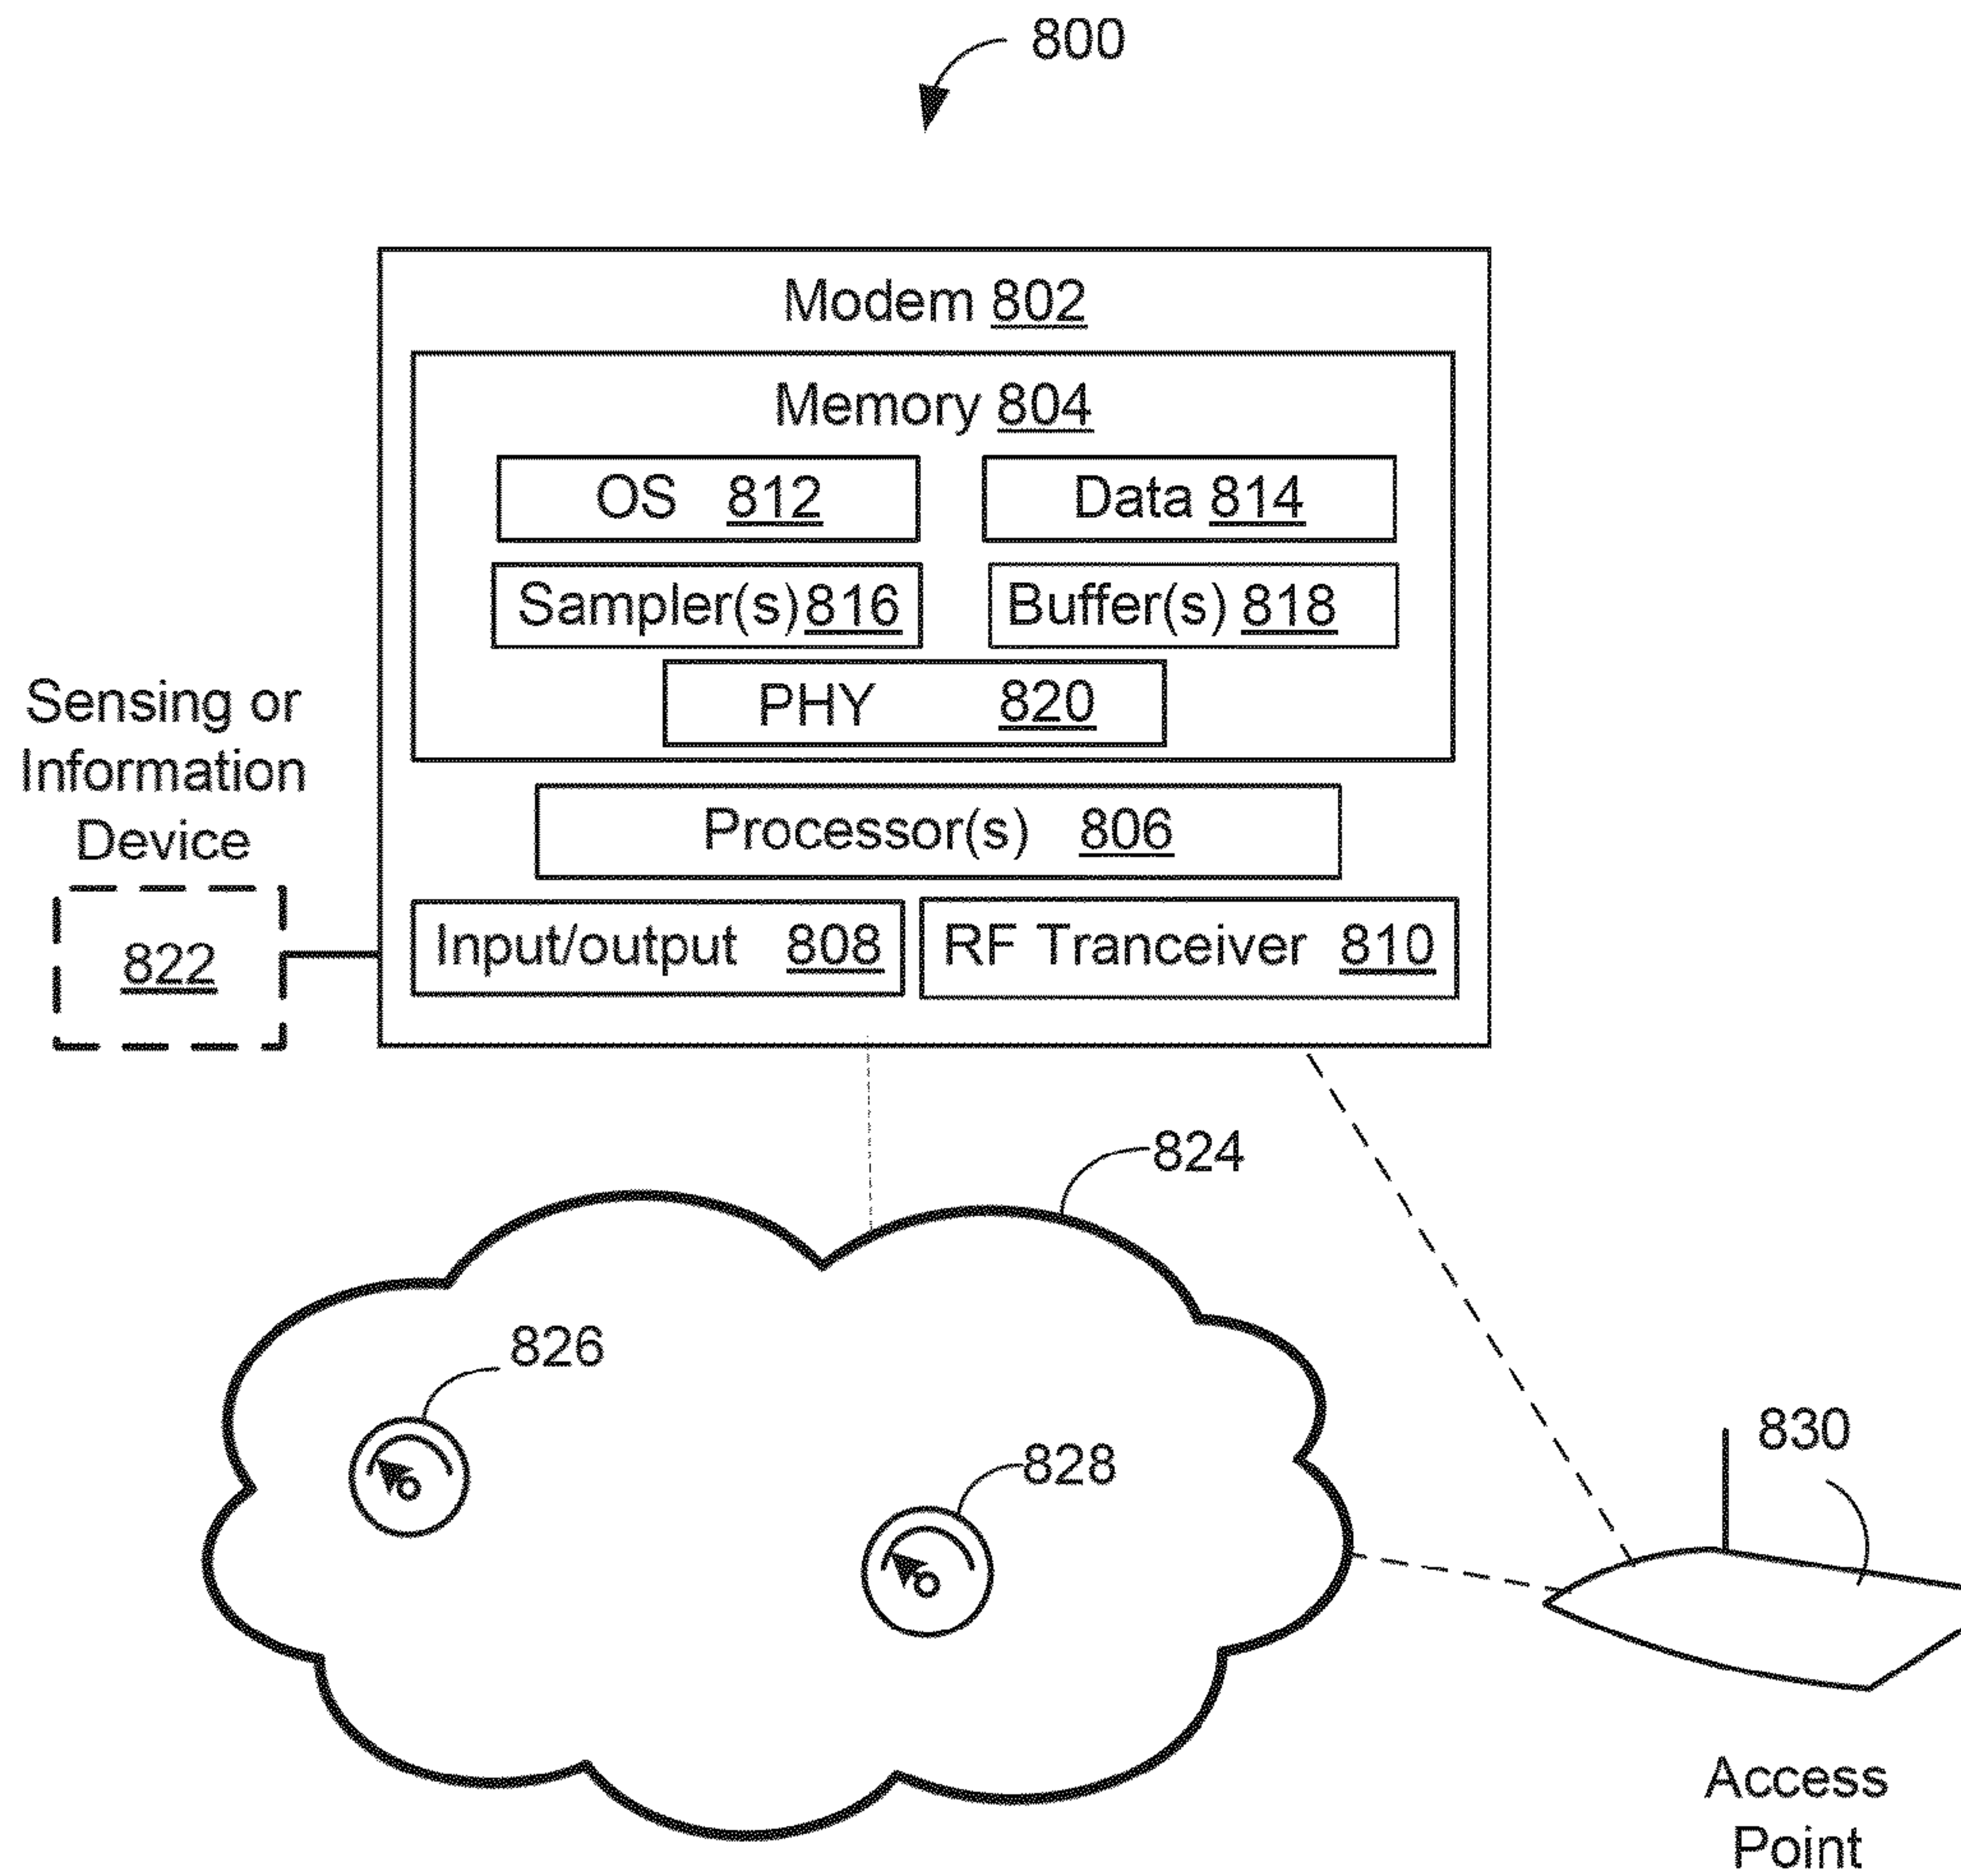 800
Modem 802
Memory 804
OS 812
Data 814
Sampler(s) 816
Buffer(s) 818
PHY 820
Processor(s) 806
Input/output 808
RF Tranceiver 810
Sensing or
Information
Device
822
824
826
828
830
Access
Point